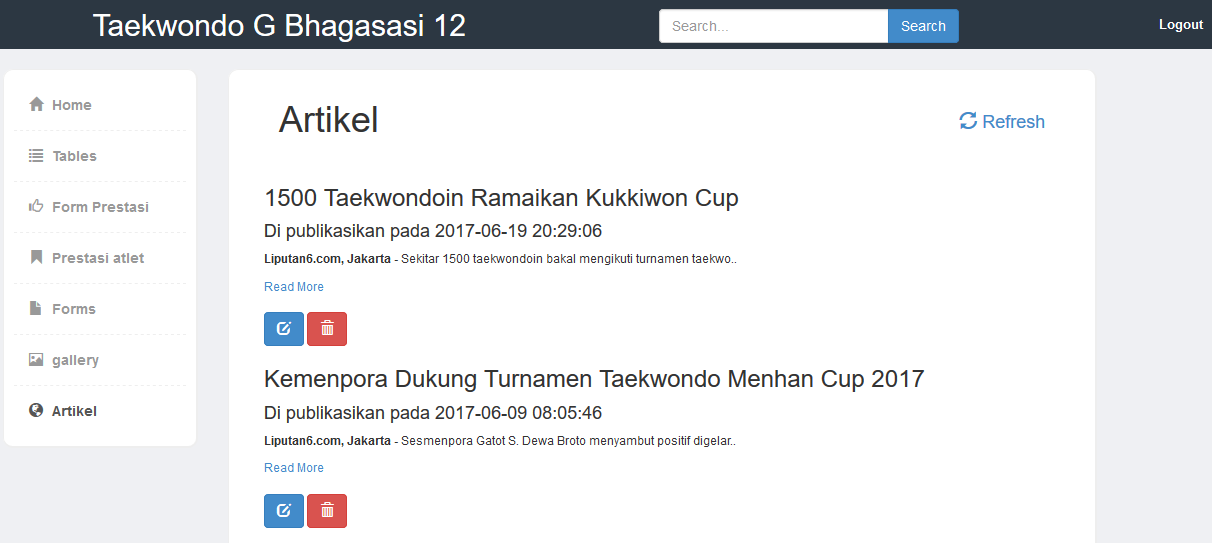 Taekwondo G Bhagasasi 12
Search...
Search
Logout
Home
Tables
Form Prestasi
Prestasi atlet
Forms
gallery
Artikel
Artikel
Refresh
1500 Taekwondoin Ramaikan Kukkiwon Cup
Di publikasikan pada 2017-06-19 20:29:06
Liputan6.com, Jakarta - Sekitar 1500 taekwondoin bakal mengikuti turnamen taekwo..
Read More
Kemenpora Dukung Turnamen Taekwondo Menhan Cup 2017
Di publikasikan pada 2017-06-09 08:05:46
Liputan6.com, Jakarta - Sesmenpora Gatot S. Dewa Broto menyambut positif digelar..
Read More